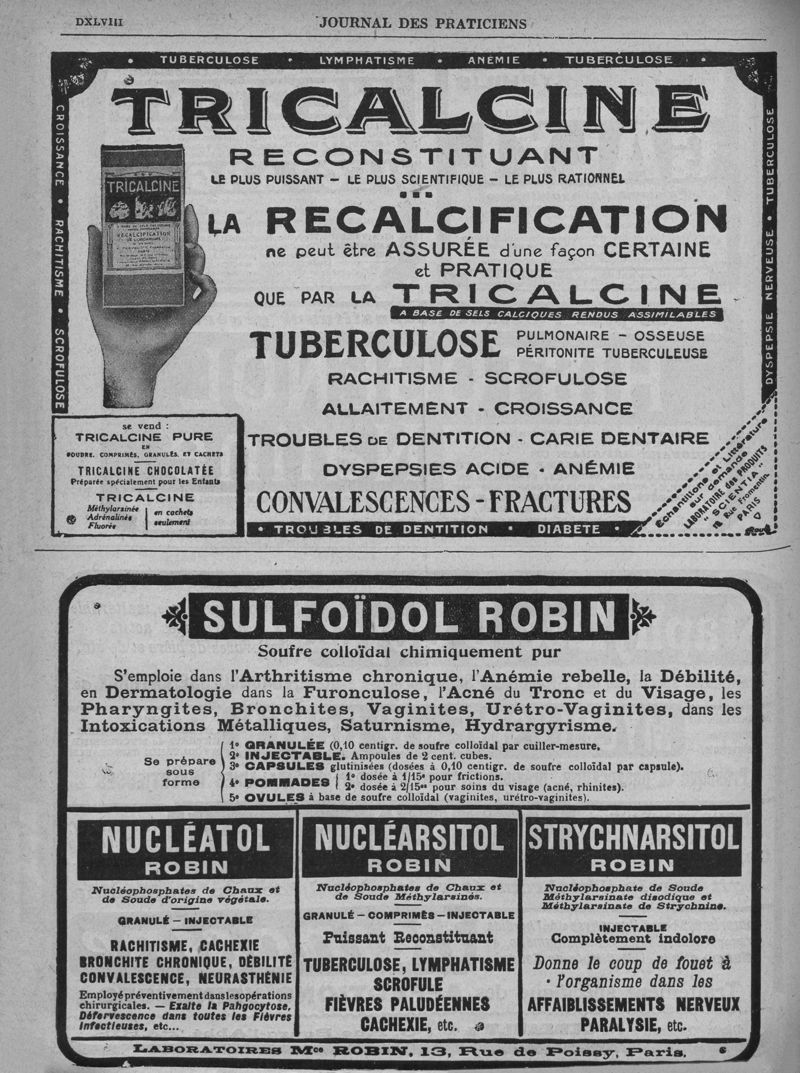 DXLVIII
JOURNAL DES PRATICIENS
• TUBERCULOSE • LYMPHATISME • ANÉMIE • TUBERCULOSE •
CROISSANCE • RACHITISME • SCROFULOSE
DYSPEPSIE NERVEUSE • TUBERCULOSE
TRICALCINE
RECONSTITUANT
LE PLUS PUISSANT – LE PLUS SCIENTIFIQUE – LE PLUS RATIONNEL
TRICALCINE
RECALCIFICATION
LA RECALCIFICATION
ne peut être ASSURÉE d'une façon CERTAINE
et PRATIQUE
QUE PAR LA TRICALCINE
A BASE DE SELS CALCIQUES RENDUS ASSIMILABLES
TUBERCULOSE PULMONAIRE – OSSEUSE
PÉRITONITE TUBERCULEUSE
RACHITISME - SCROFULOSE
ALLAITEMENT - CROISSANCE
TROUBLES DE DENTITION - CARIE DENTAIRE
DYSPEPSIES ACIDE - ANÉMIE
CONVALESCENCES - FRACTURES
• TROUBLES DE DENTITION • DIABÈTE •
se vend :
TRICALCINE PURE
EN
POUDRE, COMPRIMÉS, GRANULÉS, ET CACHETS
TRICALCINE CHOCOLATÉE
Préparée spécialement pour les Enfants
TRICALCINE
Méthylarsinée
Adrénalinée
Fluorée
en cachets
seulement
Échantillons et Littérature
sur demande
LABORATOIRE des PRODUITS
" SCIENTIA "
Rue Fromentin,
PARIS
SULFOÏDOL ROBIN
Soufre colloïdal chimiquement pur
S'emploie dans l'Arthritisme chronique, l'Anémie rebelle, la Débilité,
en Dermatologie dans la Furonculose, l'Acné du Tronc et du Visage, les
Pharyngites, Bronchites, Vaginites, Urétro-Vaginites, dans les
Intoxications Métalliques, Saturnisme, Hydrargyrisme.
Se prépare
sous
forme
1º GRANULÉE (0,10 centigr. de soufre colloïdal par cuiller-mesure.
2º INJECTABLE. Ampoules de 2 cent. cubes.
3º CAPSULES glutinisées (dosées à 0,10 centigr. de soufre colloïdal par capsule).
4º POMMADES
1º dosée à 1/15e pour frictions.
2º dosée à 2/15es pour soins du visage (acné, rhinites).
5º OVULES à base de soufre colloïdal (vaginites, urétro-vaginites).
NUCLÉATOL
ROBIN
Nucléophosphates de Chaux et
de Soude d'origine végétale.
GRANULÉ – INJECTABLE
RACHITISME, CACHEXIE
BRONCHITE CHRONIQUE, DÉBILITÉ
CONVALESCENCE, NEURASTHÉNIE
Employé préventivement dans les opérations
chirurgicales. — Exalte la Pahgocytose,
Défervescence dans toutes les Fièvres
infectieuses, etc...
NUCLÉARSITOL
ROBIN
Nucléophosphates de Chaux et
de Soude Méthylarsinés.
GRANULÉ – COMPRIMÉS – INJECTABLE
Puissant Reconstituant
TUBERCULOSE, LYMPHATISME
SCROFULE
FIÈVRES PALUDÉENNES
CACHEXIE, etc.
STRYCHNARSITOL
ROBIN
Nucléophosphate de Soude
Méthylarsinate disodique et
Méthylarsinate de Strychnine.
INJECTABLE
Complètement indolore
Donne le coup de fouet à
l'organisme dans les
AFFAIBLISSEMENTS NERVEUX
PARALYSIE, etc.
LABORATOIRES Mce ROBIN, 13, Rue de Poissy, Paris.